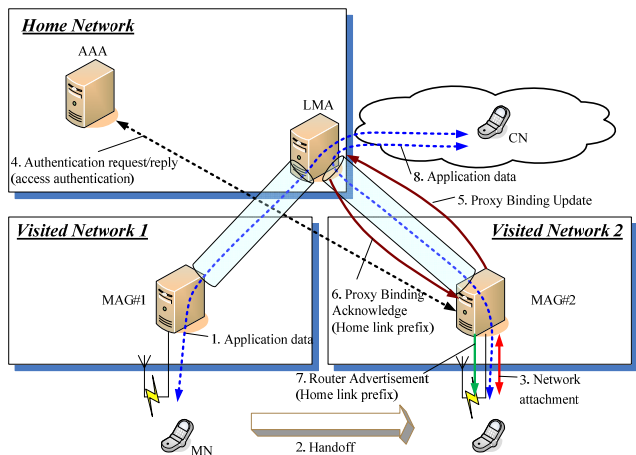 Home Network
AAA
LMA
CN
4. Authentication request/reply
(access authentication)
8. Application data
5. Proxy Binding Update
Visited Network 1
Visited Network 2
MAG#1
6. Proxy Binding
Acknowledge
(Home link prefix)
MAG#2
1. Application data
7. Router Advertisement
(Home link prefix)
3. Network
attachment
2. Handoff
MN